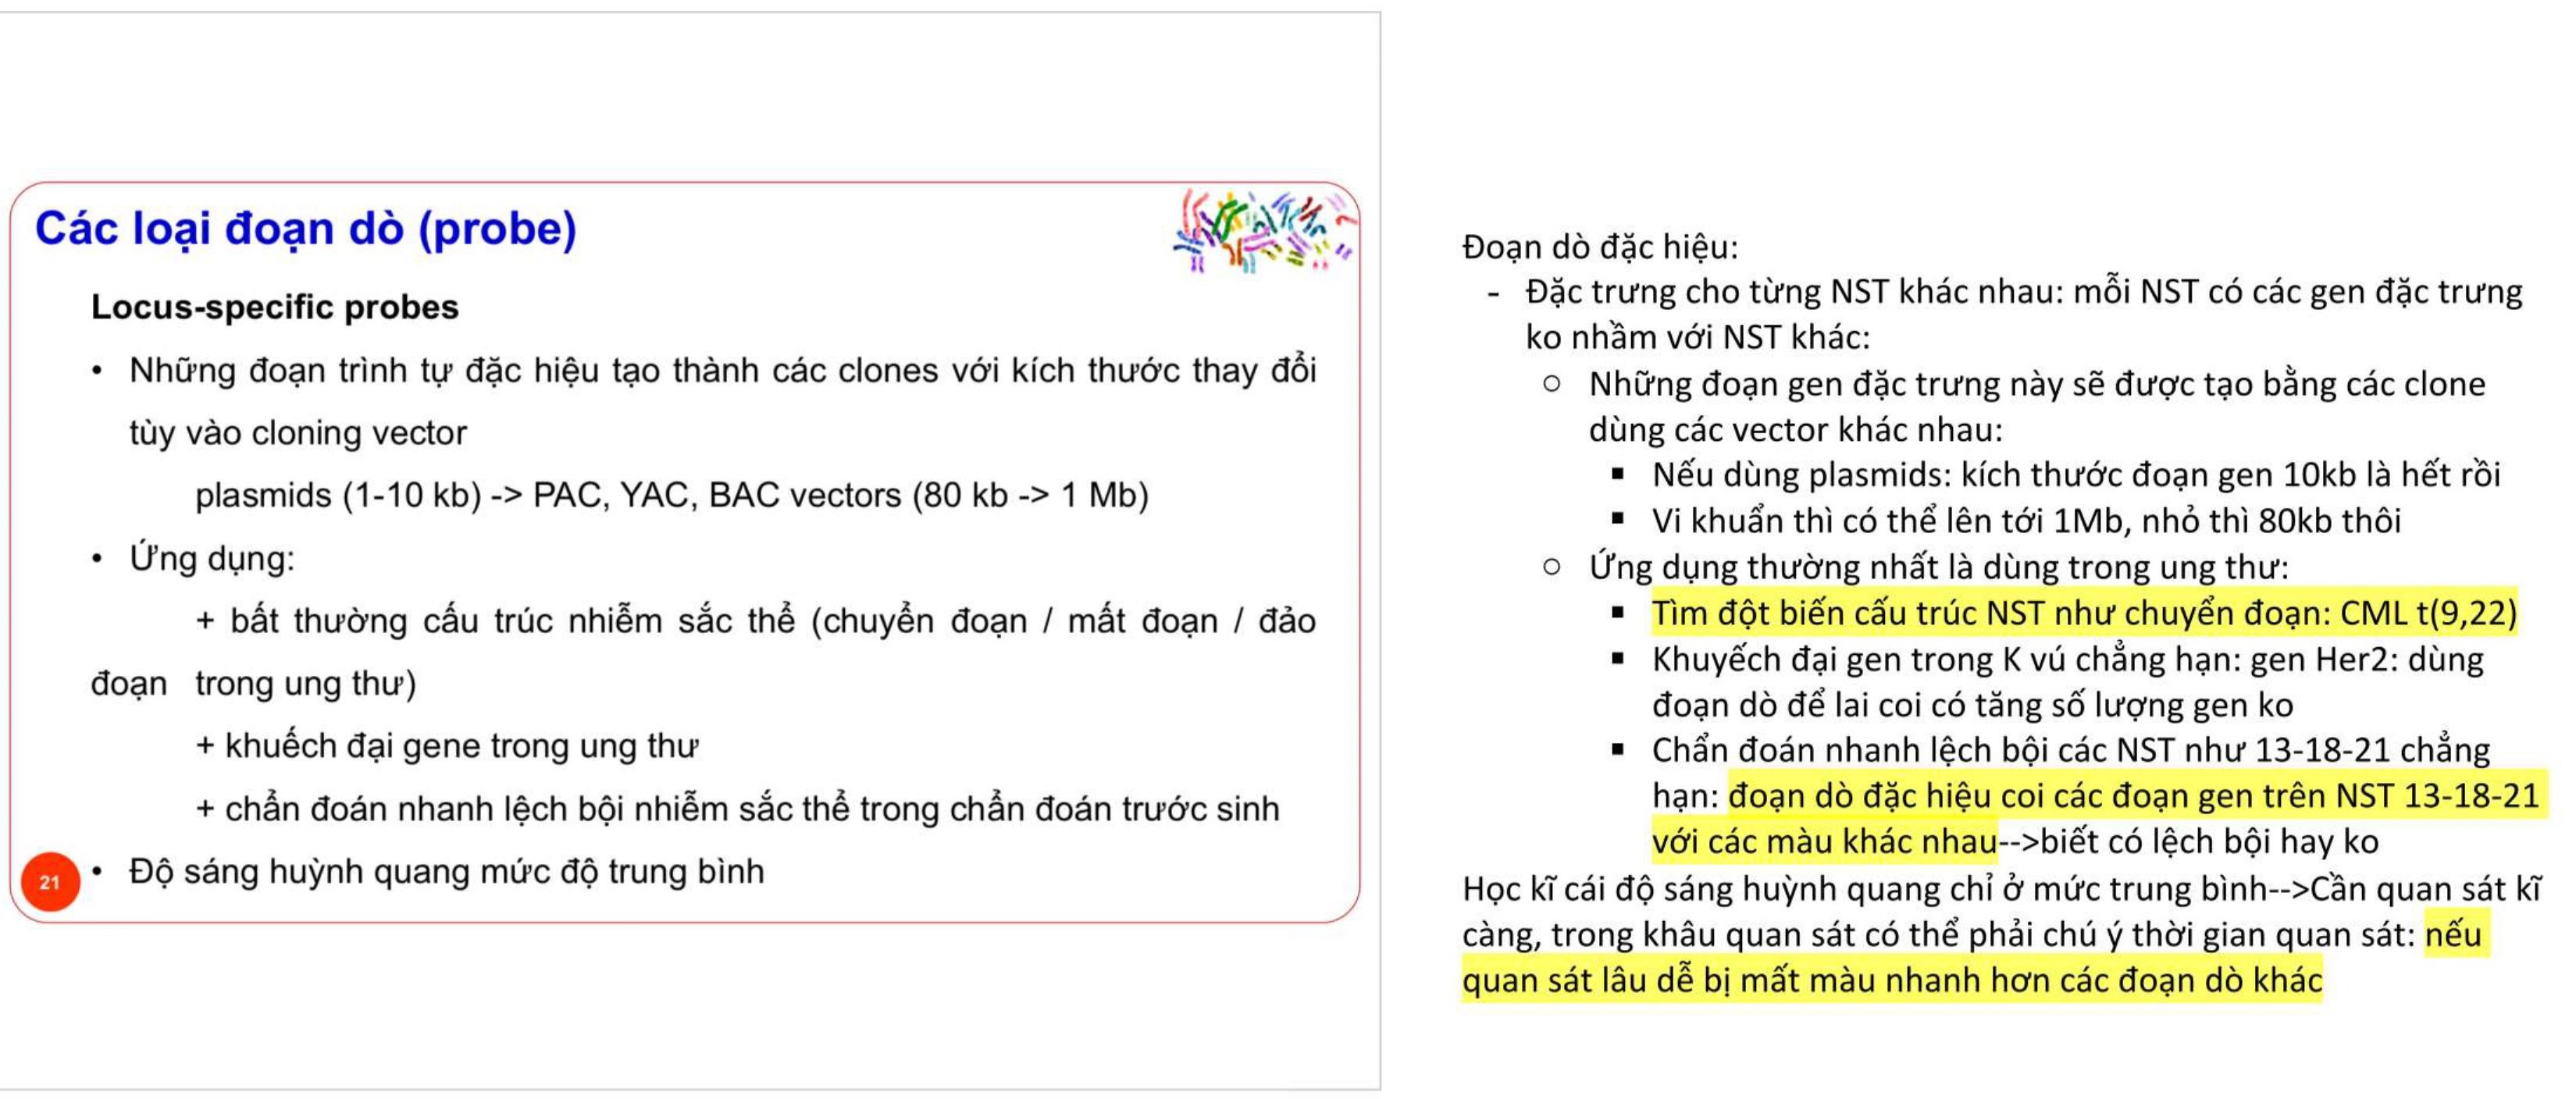 Các loại đoạn dò (probe)
Locus-specific probes
• Những đoạn trình tự đặc hiệu tạo thành các clones với kích thước thay đổi
tùy vào cloning vector
plasmids (1-10 kb) -> PAC, YAC, BAC vectors (80 kb -> 1 Mb)
• Ứng dụng:
+ bất thường cấu trúc nhiễm sắc thể (chuyển đoạn / mất đoạn / đảo
đoạn trong ung thư)
+ khuếch đại gene trong ung thư
+ chẩn đoán nhanh lệch bội nhiễm sắc thể trong chẩn đoán trước sinh
• Độ sáng huỳnh quang mức độ trung bình
21
Đoạn dò đặc hiệu:
- Đặc trưng cho từng NST khác nhau: mỗi NST có các gen đặc trưng
ko nhầm với NST khác:
○ Những đoạn gen đặc trưng này sẽ được tạo bằng các clone
dùng các vector khác nhau:
▪ Nếu dùng plasmids: kích thước đoạn gen 10kb là hết rồi
▪ Vi khuẩn thì có thể lên tới 1Mb, nhỏ thì 80kb thôi
○ Ứng dụng thường nhất là dùng trong ung thư:
▪ Tìm đột biến cấu trúc NST như chuyển đoạn: CML t(9,22)
▪ Khuyếch đại gen trong K vú chẳng hạn: gen Her2: dùng
đoạn dò để lai coi có tăng số lượng gen ko
▪ Chẩn đoán nhanh lệch bội các NST như 13-18-21 chẳng
hạn: đoạn dò đặc hiệu coi các đoạn gen trên NST 13-18-21
với các màu khác nhau-->biết có lệch bội hay ko
Học kĩ cái độ sáng huỳnh quang chỉ ở mức trung bình-->Cần quan sát kĩ
càng, trong khâu quan sát có thể phải chú ý thời gian quan sát: nếu
quan sát lâu dễ bị mất màu nhanh hơn các đoạn dò khác